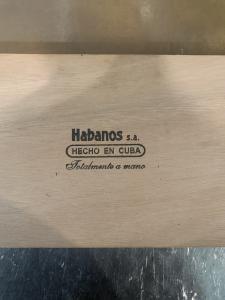 Habanos s.a.
HECHO EN CUBA
Totalmente a mano